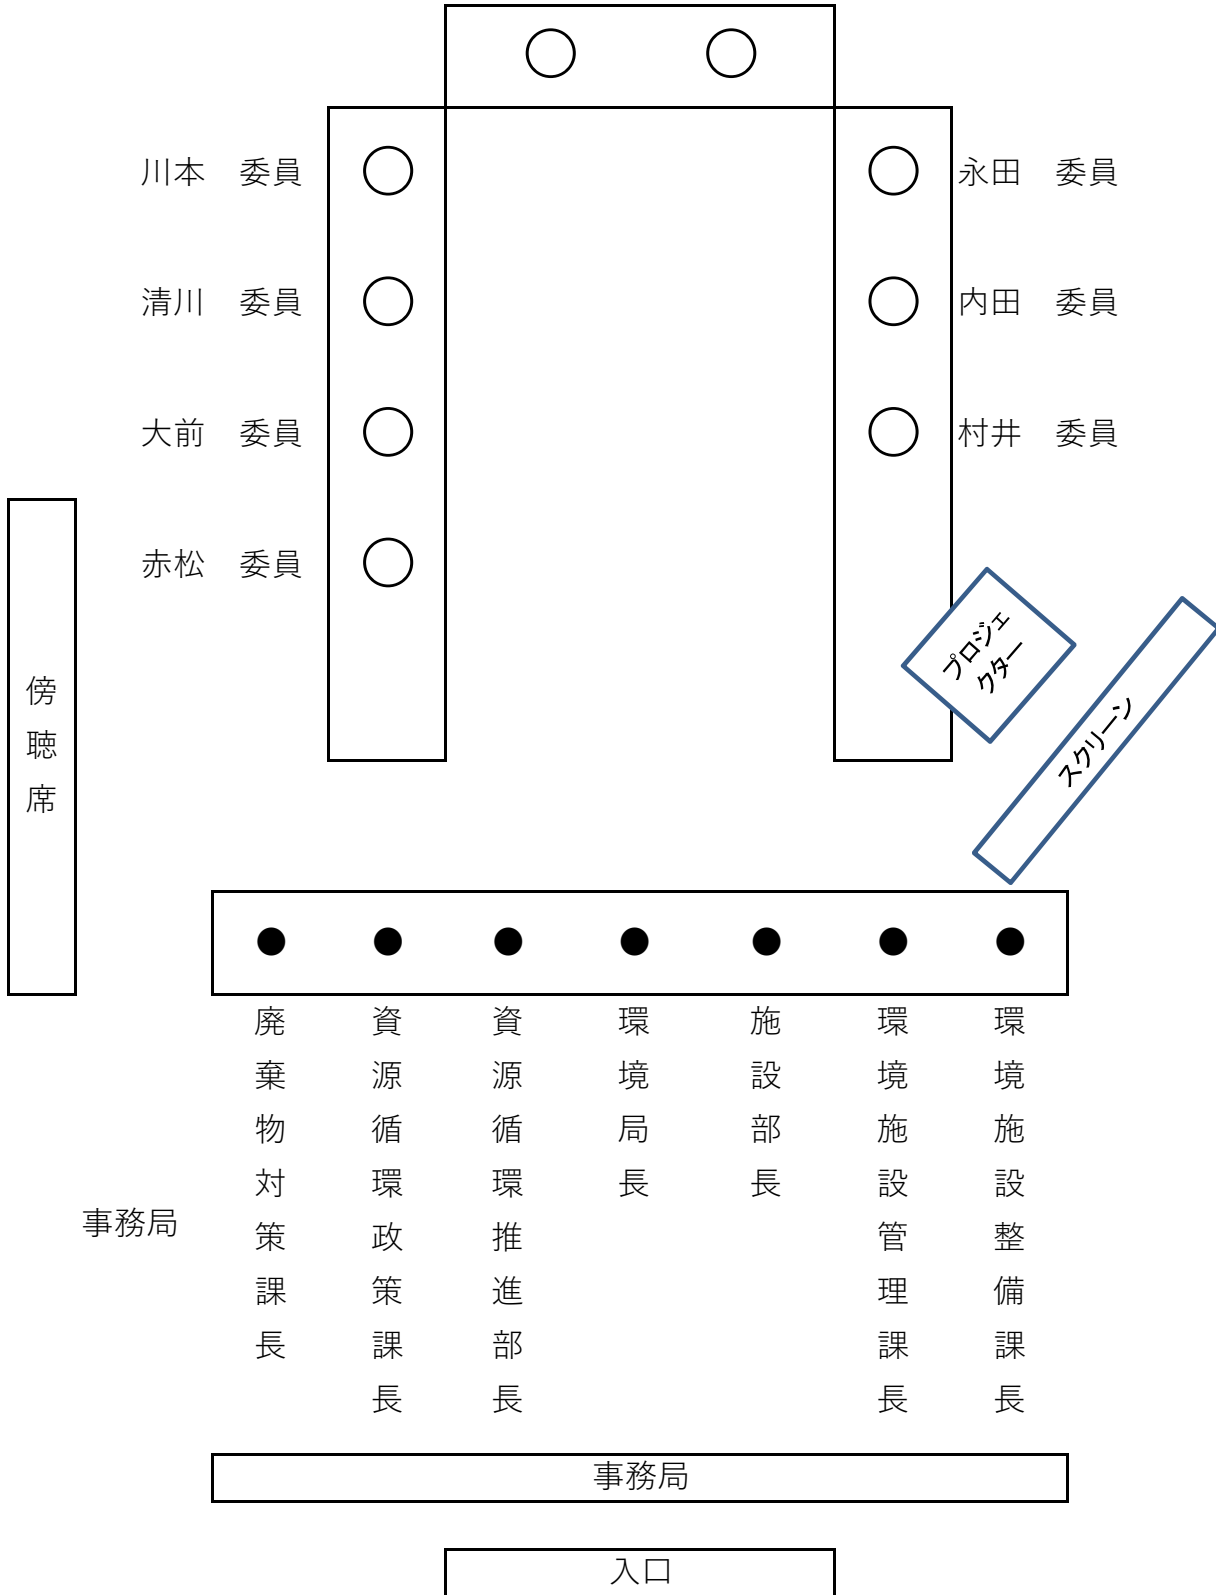 川本　委員
永田　委員
清川　委員
内田　委員
大前　委員
村井　委員
赤松　委員
プロジェ
クター
スクリーン
傍聴席
廃棄物対策課長
資源循環政策課長
資源循環推進部長
環境局長
施設部長
環境施設管理課長
環境施設整備課長
事務局
事務局
入口